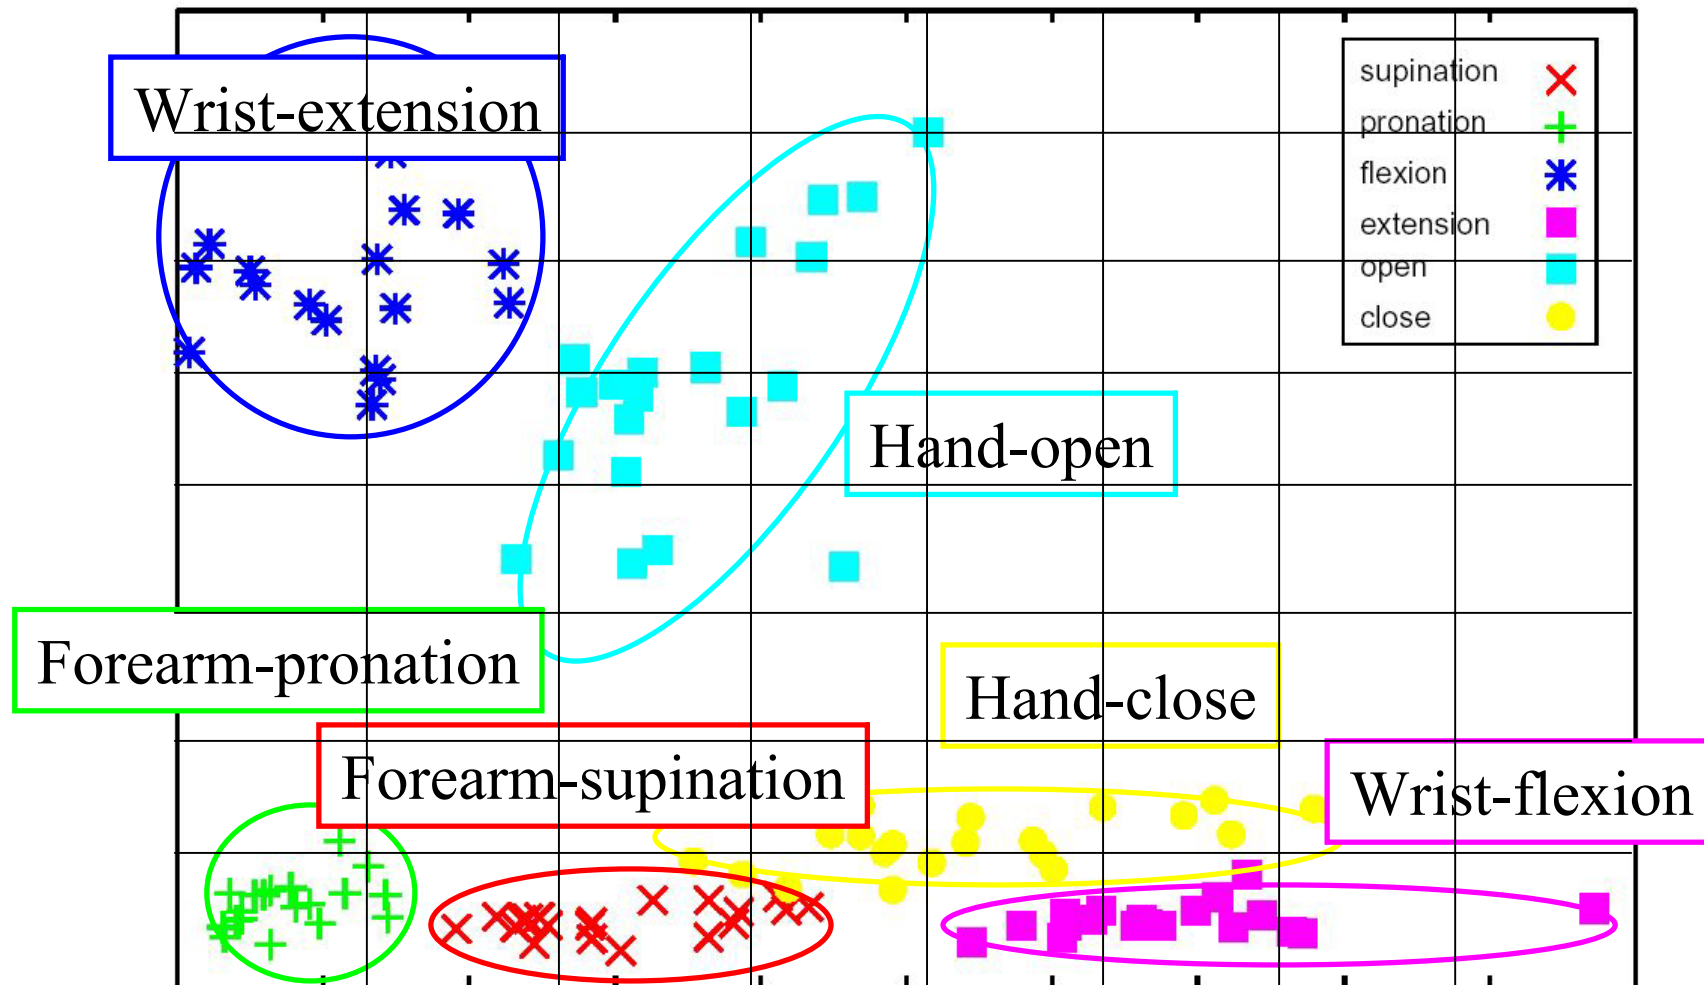 Wrist-extension
supination
pronation
flexion
extension
open
close
Hand-open
Forearm-pronation
Hand-close
Forearm-supination
Wrist-flexion